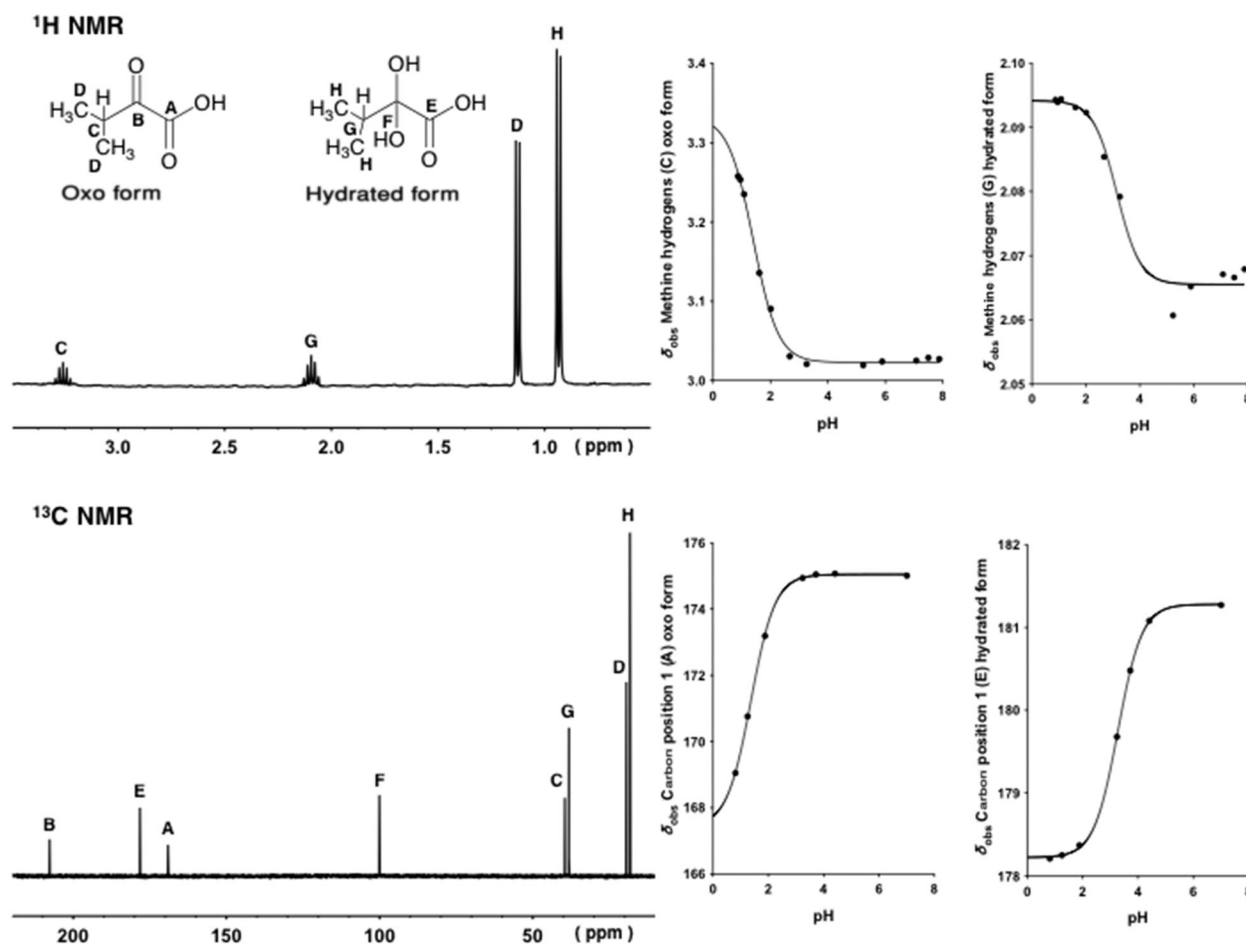 ¹H NMR
H
O
D
H
H₃C
A
OH
C
B
CH₃
D
O
Oxo form
OH
H
H
H₃C
E
OH
G
F
HO
H₃C
H
O
Hydrated form
D
C
G
3.0 2.5 2.0 1.5 1.0 ( ppm )
δobs Methine hydrogens (C) oxo form
3.4
3.3
3.2
3.1
3.0
0 2 4 6 8
pH
δobs Methine hydrogens (G) hydrated form
2.10
2.09
2.08
2.07
2.06
2.05
0 2 4 6 8
pH
¹³C NMR
H
D
G
C
F
E
A
B
200 150 100 50 ( ppm )
δobs Carbon position 1 (A) oxo form
176
174
172
170
168
166
0 2 4 6 8
pH
δobs Carbon position 1 (E) hydrated form
182
181
180
179
178
0 2 4 6 8
pH